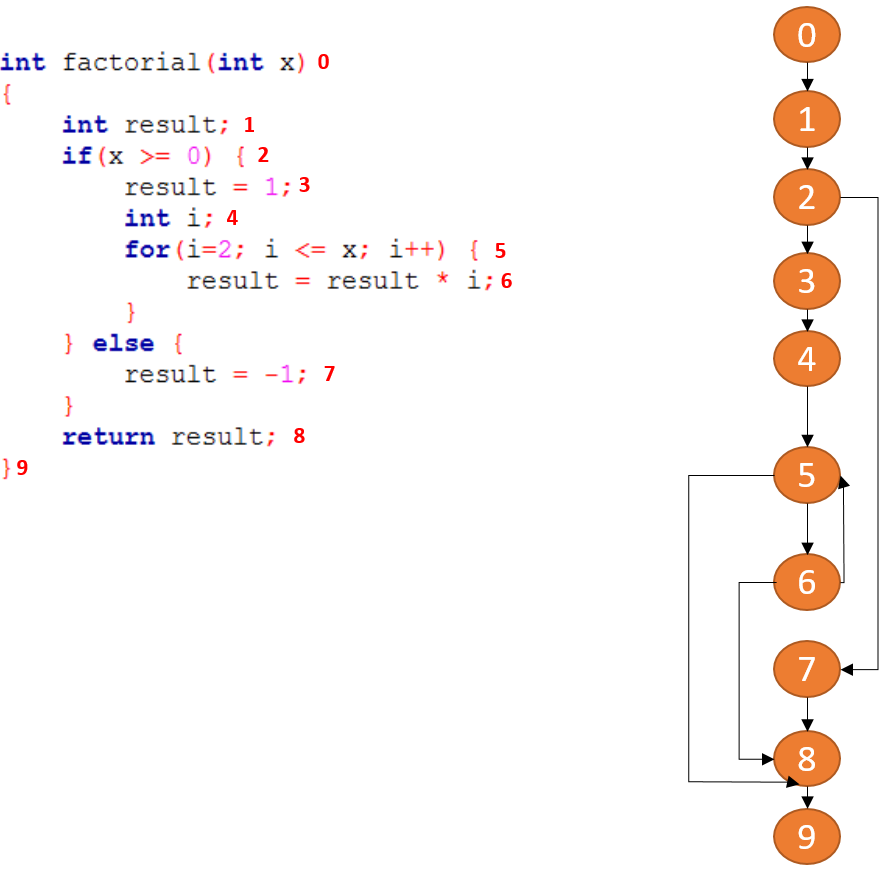 int factorial(int x) 0
{
int result; 1
if(x >= 0) { 2
result = 1; 3
int i; 4
for(i=2; i <= x; i++) { 5
result = result * i; 6
}
} else {
result = -1; 7
}
return result; 8
} 9
0
1
2
3
4
5
6
7
8
9